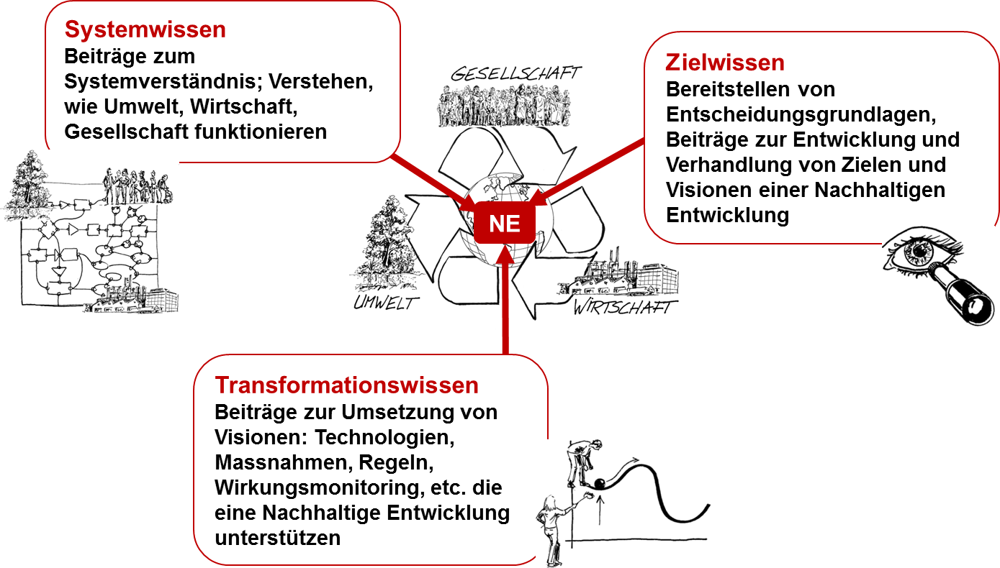 Systemwissen
Beiträge zum
Systemverständnis; Verstehen,
wie Umwelt, Wirtschaft,
Gesellschaft funktionieren
GESELLSCHAFT
Zielwissen
Bereitstellen von
Entscheidungsgrundlagen,
Beiträge zur Entwicklung und
Verhandlung von Zielen und
Visionen einer Nachhaltigen
Entwicklung
NE
UMWELT
WIRTSCHAFT
Transformationswissen
Beiträge zur Umsetzung von
Visionen: Technologien,
Massnahmen, Regeln,
Wirkungsmonitoring, etc. die
eine Nachhaltige Entwicklung
unterstützen